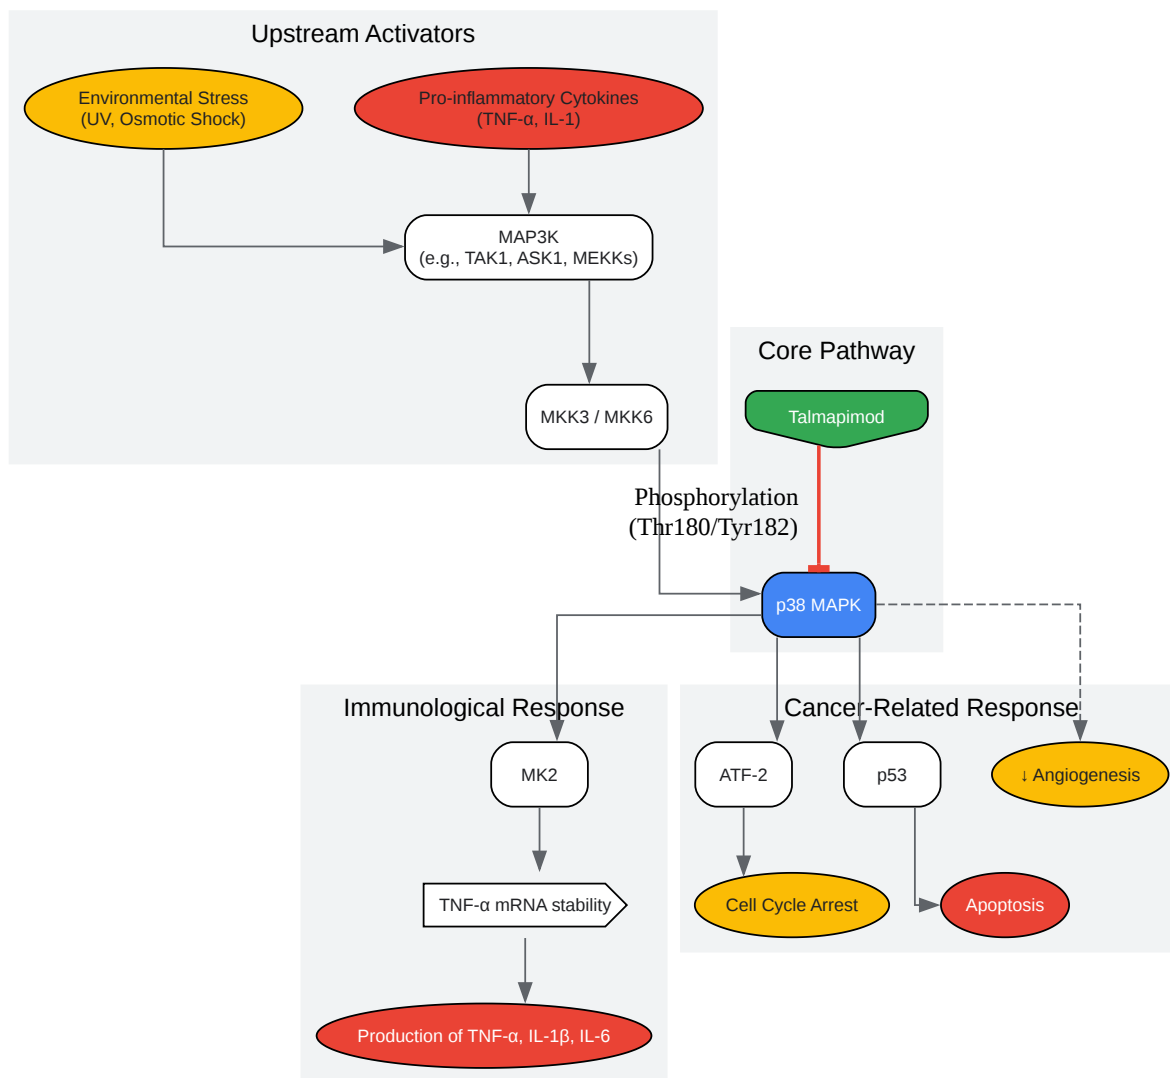 Upstream Activators
Environmental Stress
(UV, Osmotic Shock)
Pro-inflammatory Cytokines
(TNF-α, IL-1)
MAP3K
(e.g., TAK1, ASK1, MEKKs)
MKK3 / MKK6
Core Pathway
Talmapimod
Phosphorylation
(Thr180/Tyr182)
p38 MAPK
Immunological Response
MK2
TNF-α mRNA stability
Production of TNF-α, IL-1β, IL-6
Cancer-Related Response
ATF-2
p53
↓ Angiogenesis
Cell Cycle Arrest
Apoptosis